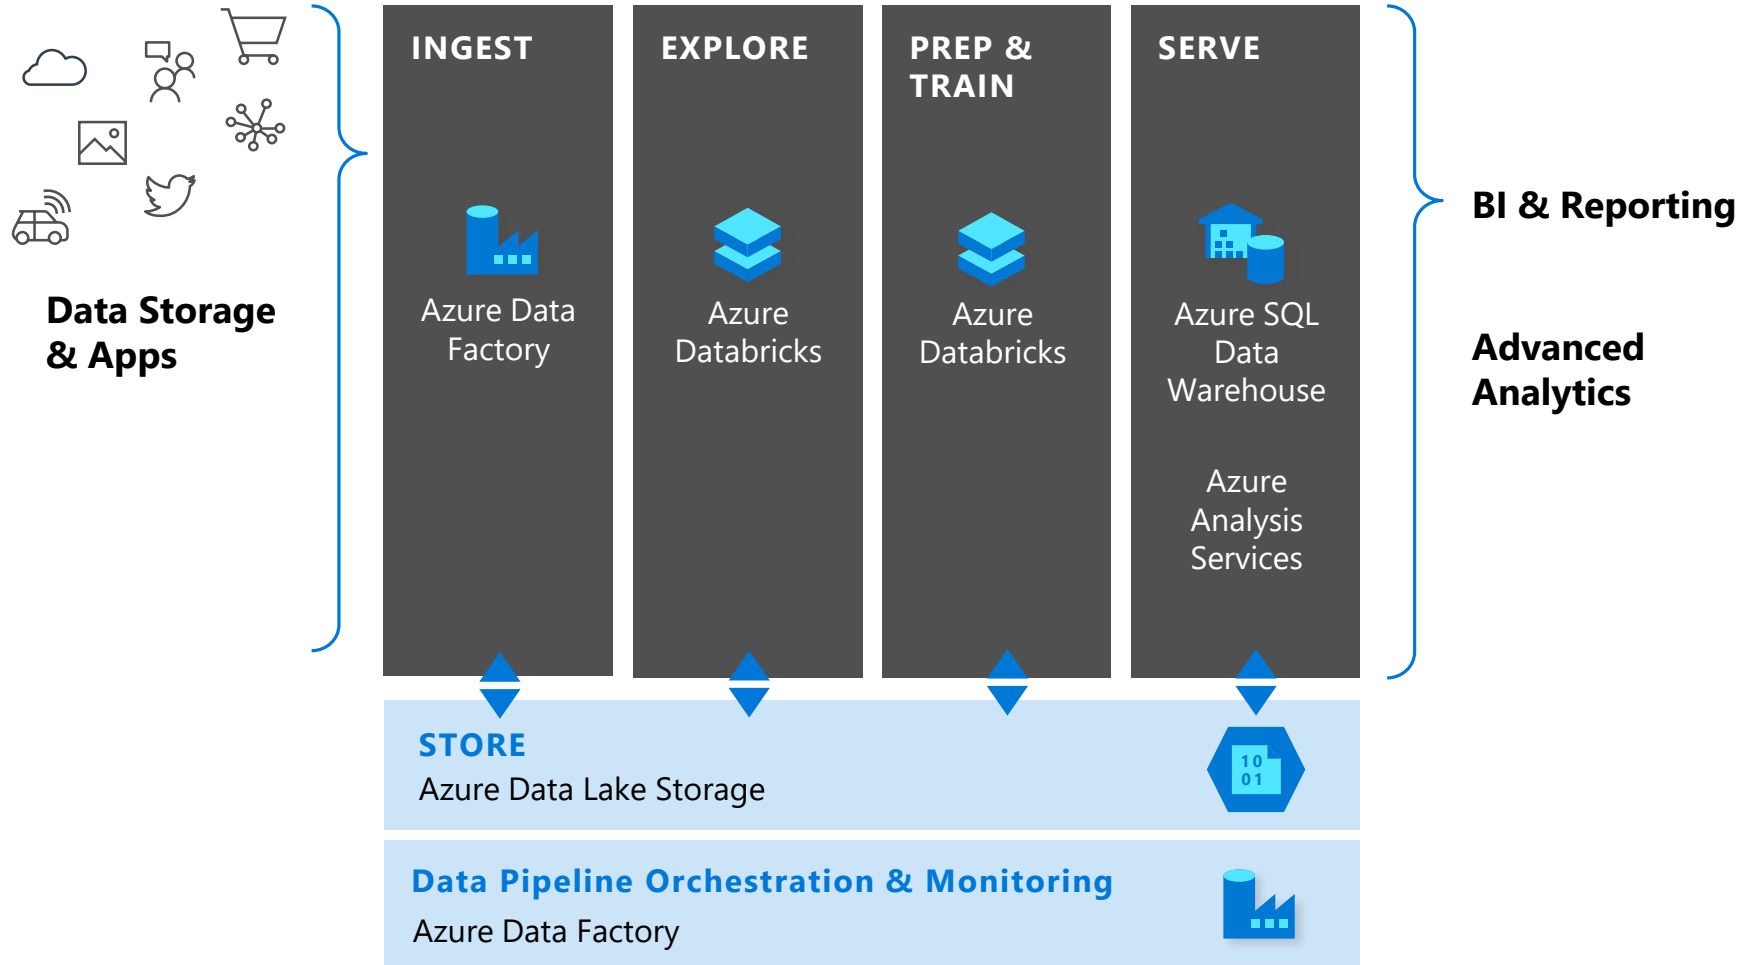 Data Storage
& Apps
INGEST
Azure Data
Factory
EXPLORE
Azure
Databricks
PREP &
TRAIN
Azure
Databricks
SERVE
Azure SQL
Data
Warehouse
Azure
Analysis
Services
BI & Reporting
Advanced
Analytics
STORE
Azure Data Lake Storage
10
01
Data Pipeline Orchestration & Monitoring
Azure Data Factory